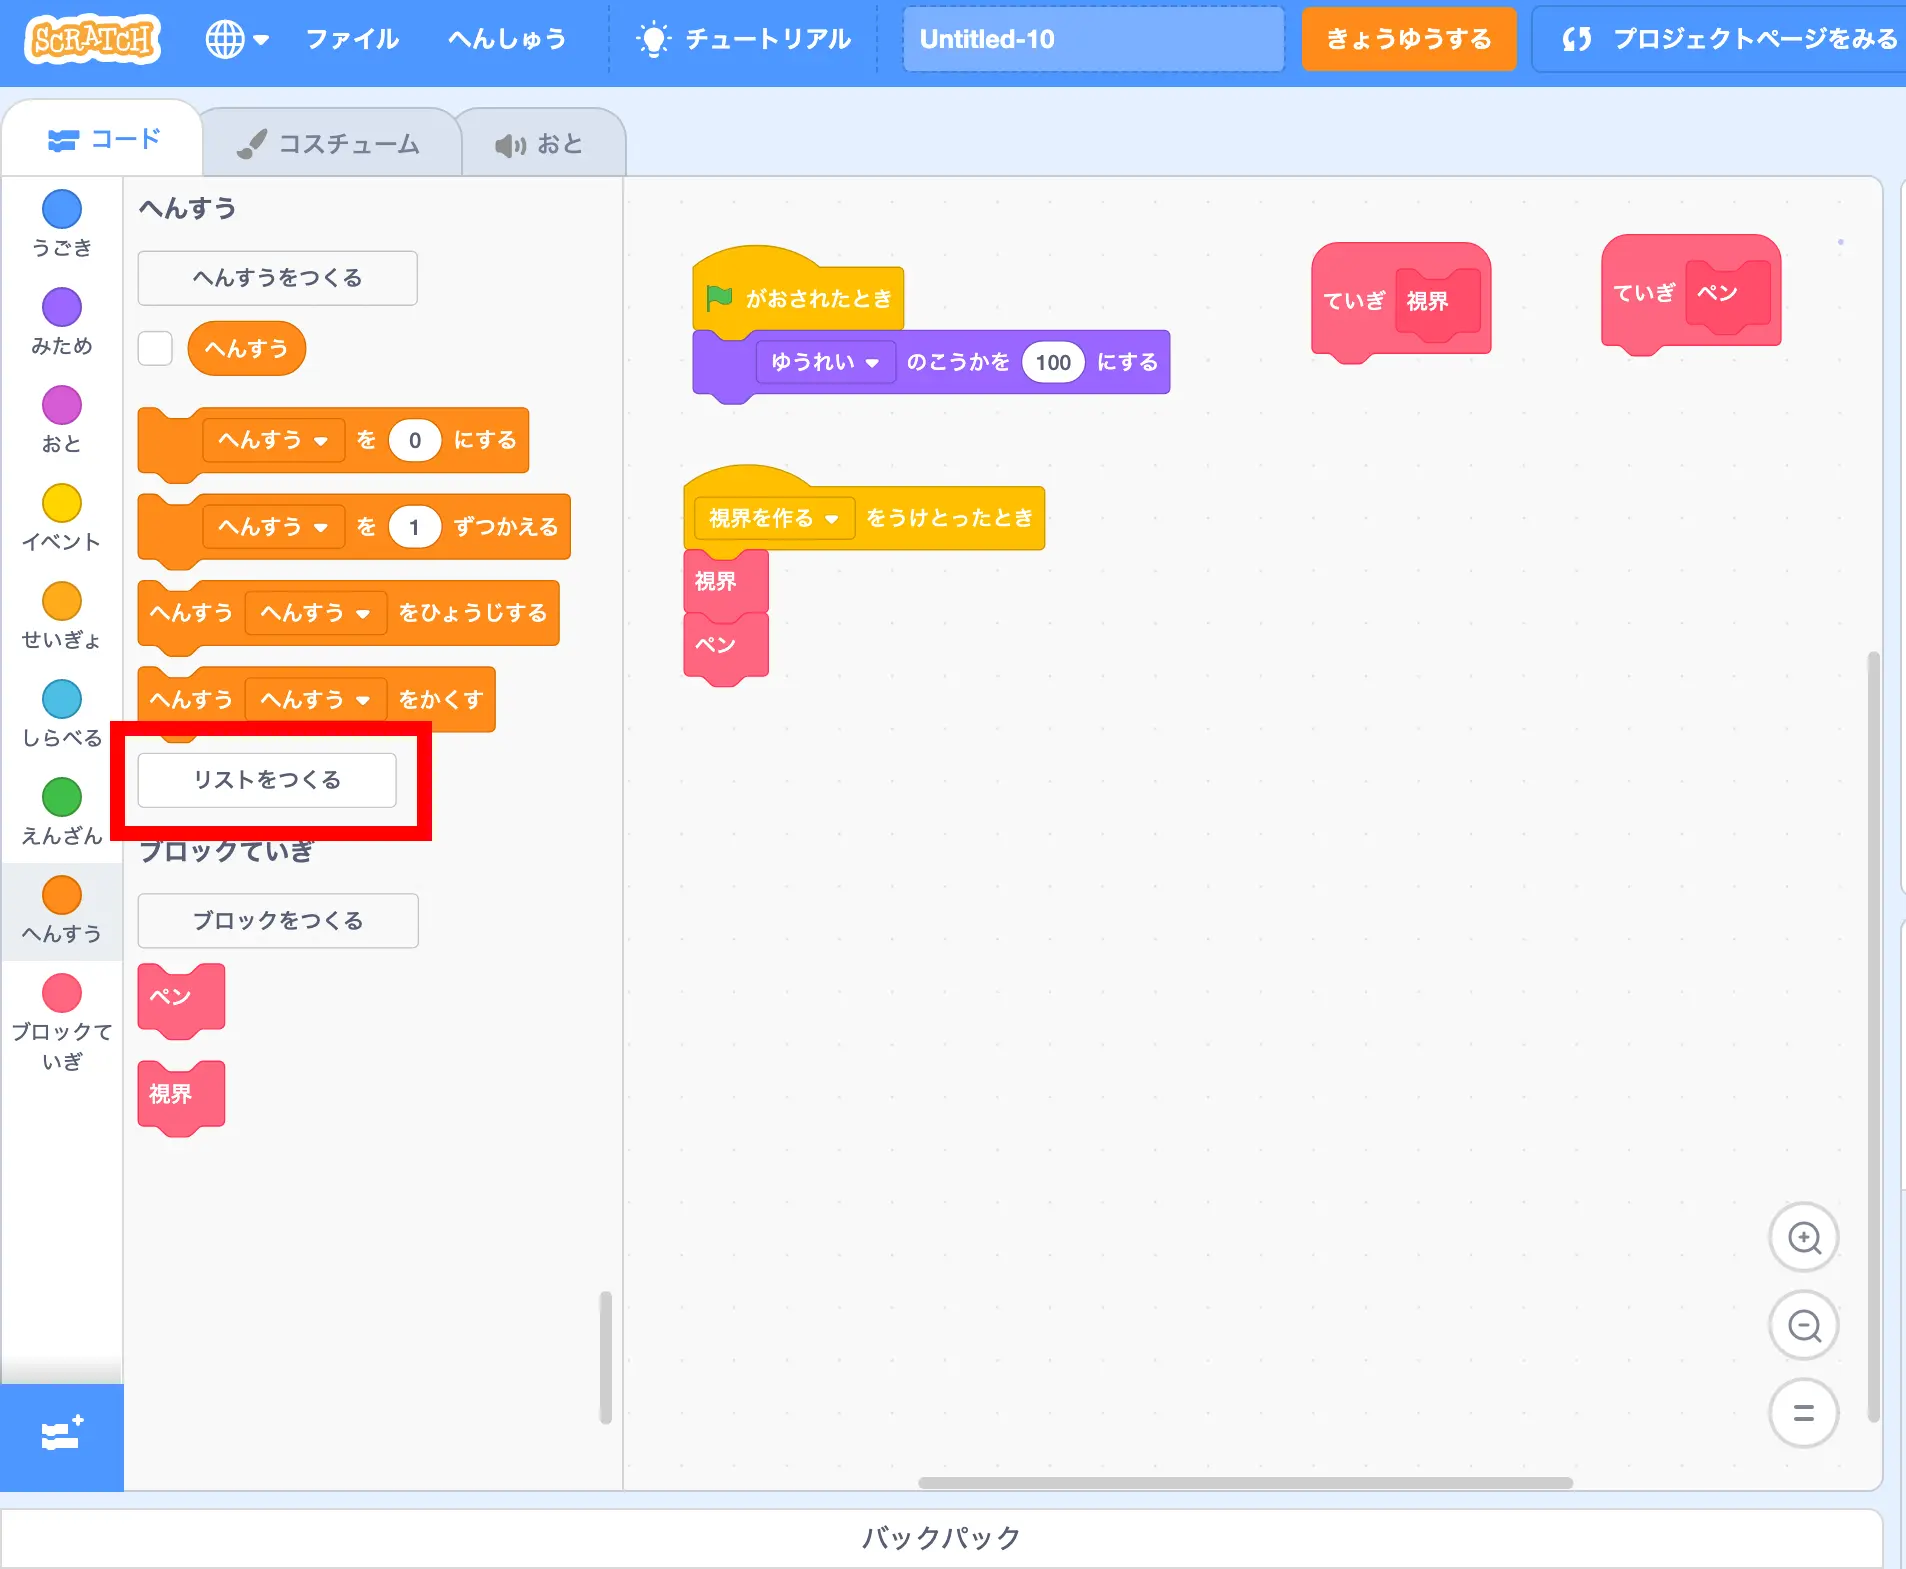 SCRATCH ファイル へんしゅう チュートリアル Untitled-10 きょうゆうする プロジェクトページをみる
コード コスチューム おと
うごき
みため
おと
イベント
せいぎょ
しらべる
えんざん
へんすう
ブロックて
いぎ
へんすう
へんすうをつくる
へんすう
へんすう を 0 にする
へんすう を 1 ずつかえる
へんすう へんすう をひょうじする
へんすう へんすう をかくす
リストをつくる
ブロックていぎ
ブロックをつくる
ペン
視界
がおされたとき
ゆうれい のこうかを 100 にする
視界を作る をうけとったとき
視界
ペン
ていぎ 視界
ていぎ ペン
バックパック